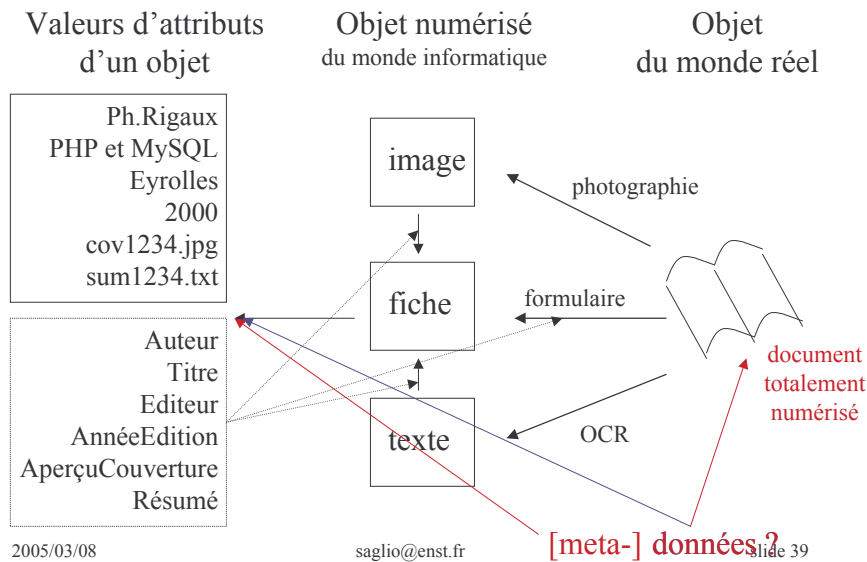 Valeurs d'attributs
d'un objet
Objet numérisé
du monde informatique
Objet
du monde réel
Ph.Rigaux
PHP et MySQL
Eyrolles
2000
cov1234.jpg
sum1234.txt
image
photographie
fiche
formulaire
Auteur
Titre
Editeur
AnnéeEdition
AperçuCouverture
Résumé
texte
OCR
document
totalement
numérisé
[meta-] données ?
2005/03/08
saglio@enst.fr
slide 39